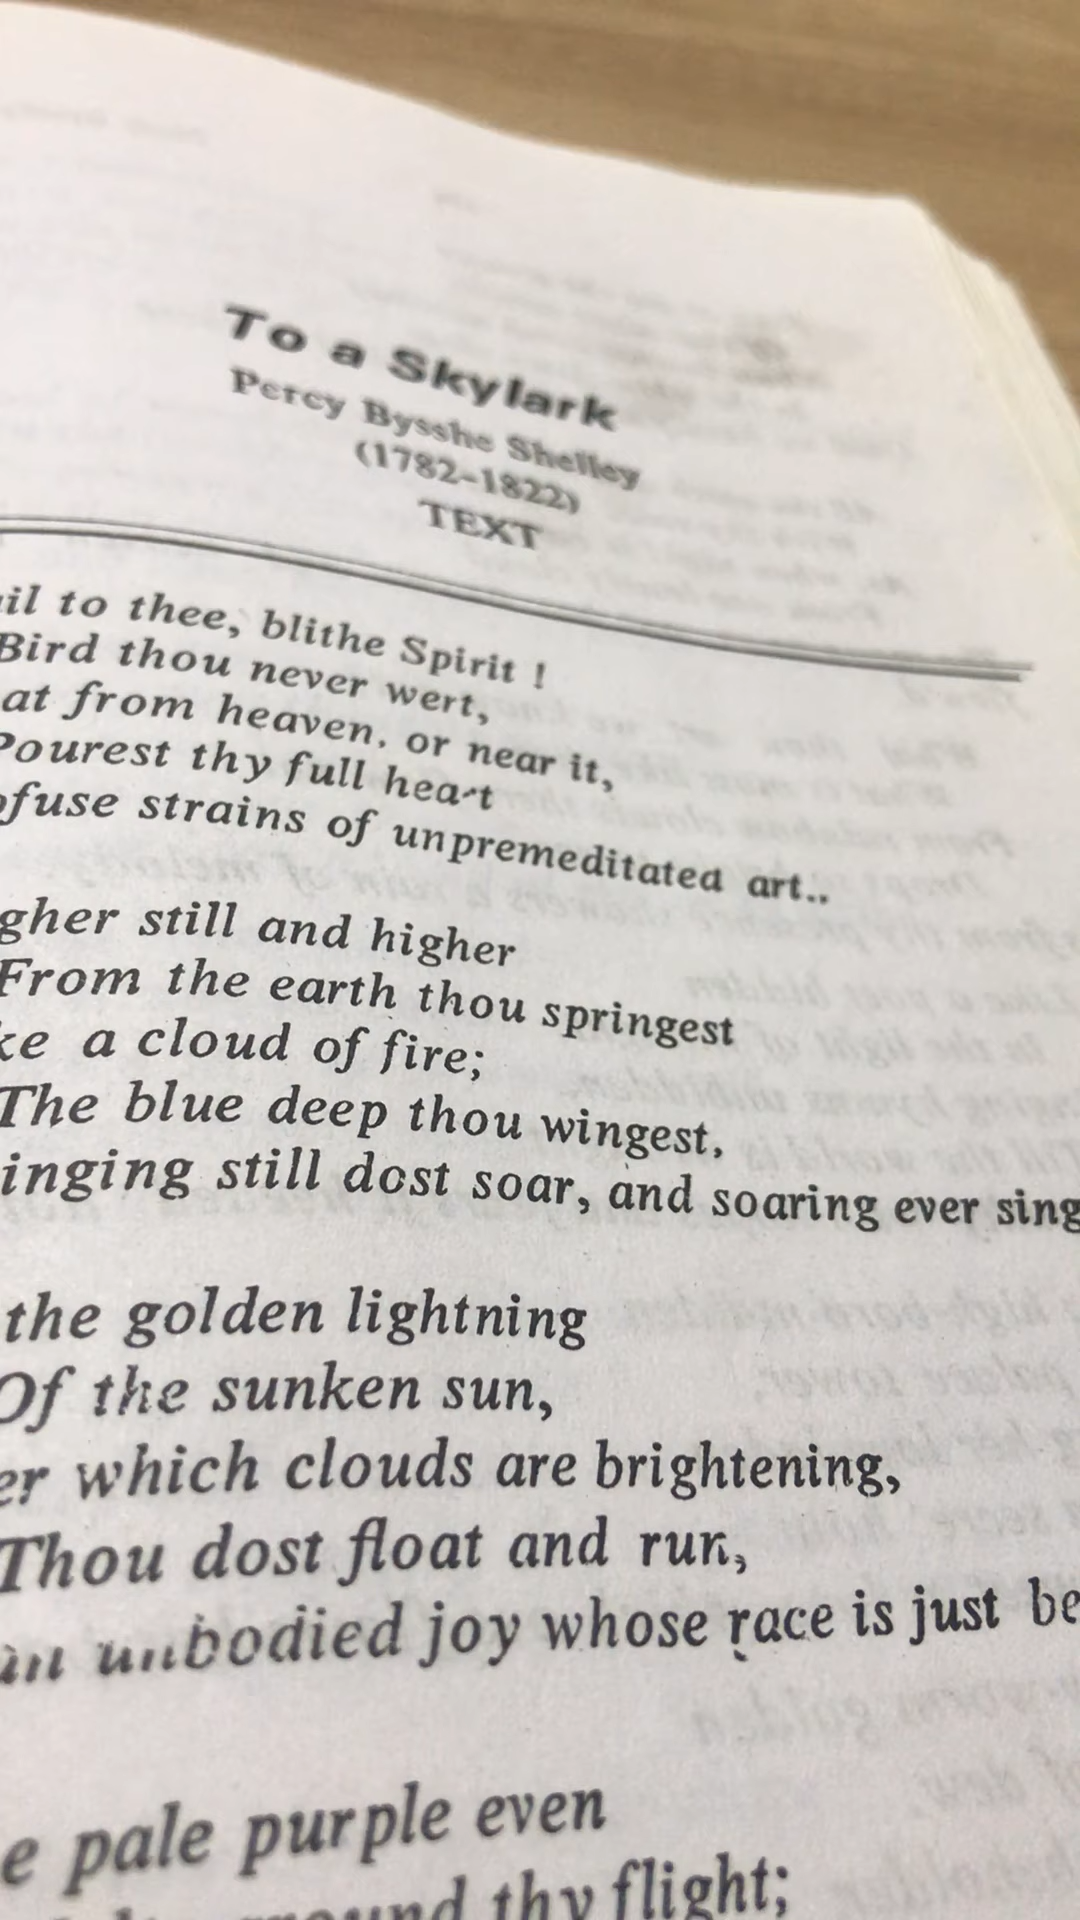 To a Skylark
Percy Bysshe Shelley
(1782-1822)
TEXT
il to thee, blithe Spirit !
Bird thou never wert,
at from heaven, or near it,
Pourest thy full heart
ofuse strains of unpremeditated art..
gher still and higher
From the earth thou springest
ke a cloud of fire;
The blue deep thou wingest,
inging still dost soar, and soaring ever sing
the golden lightning
Of the sunken sun,
er which clouds are brightening,
Thou dost float and run,
an unbodied joy whose race is just be
e pale purple even
thy flight;